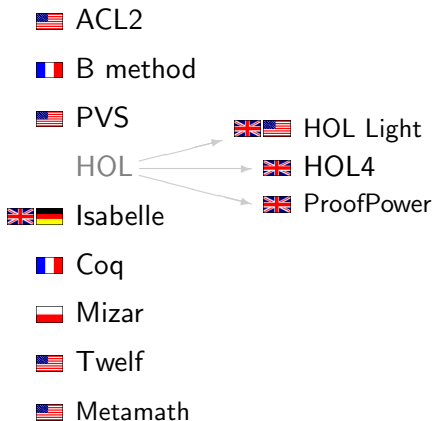 ACL2
B method
PVS
HOL Light
HOL
HOL4
ProofPower
Isabelle
Coq
Mizar
Twelf
Metamath